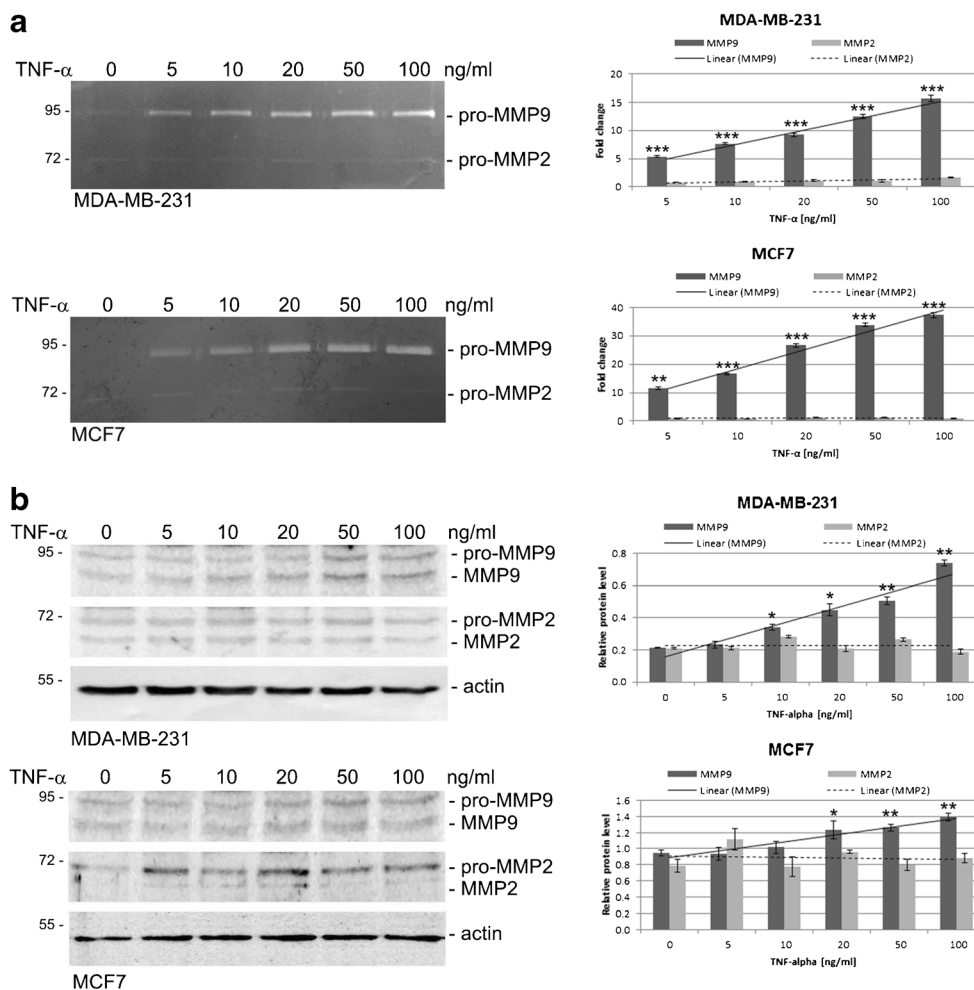 a
TNF-α 0 5 10 20 50 100 ng/ml
95 -
- pro-MMP9
72 -
- pro-MMP2
MDA-MB-231
MDA-MB-231
MMP9 MMP2
Linear (MMP9) Linear (MMP2)
Fold change
20
15
10
5
0
*** *** *** *** ***
5 10 20 50 100
TNF-α [ng/ml]
TNF-α 0 5 10 20 50 100 ng/ml
95 -
- pro-MMP9
72 -
- pro-MMP2
MCF7
MCF7
MMP9 MMP2
Linear (MMP9) Linear (MMP2)
Fold change
40
30
20
10
0
** *** *** *** ***
5 10 20 50 100
TNF-α [ng/ml]
b
TNF-α 0 5 10 20 50 100 ng/ml
95 -
- pro-MMP9
- MMP9
72 -
- pro-MMP2
- MMP2
55 -
- actin
MDA-MB-231
MDA-MB-231
MMP9 MMP2
Linear (MMP9) Linear (MMP2)
Relative protein level
0.8
0.6
0.4
0.2
0.0
* * ** **
0 5 10 20 50 100
TNF-alpha [ng/ml]
TNF-α 0 5 10 20 50 100 ng/ml
95 -
- pro-MMP9
- MMP9
72 -
- pro-MMP2
- MMP2
55 -
- actin
MCF7
MCF7
MMP9 MMP2
Linear (MMP9) Linear (MMP2)
Relative protein level
1.6
1.4
1.2
1.0
0.8
0.6
0.4
0.2
0.0
* ** **
0 5 10 20 50 100
TNF-alpha [ng/ml]